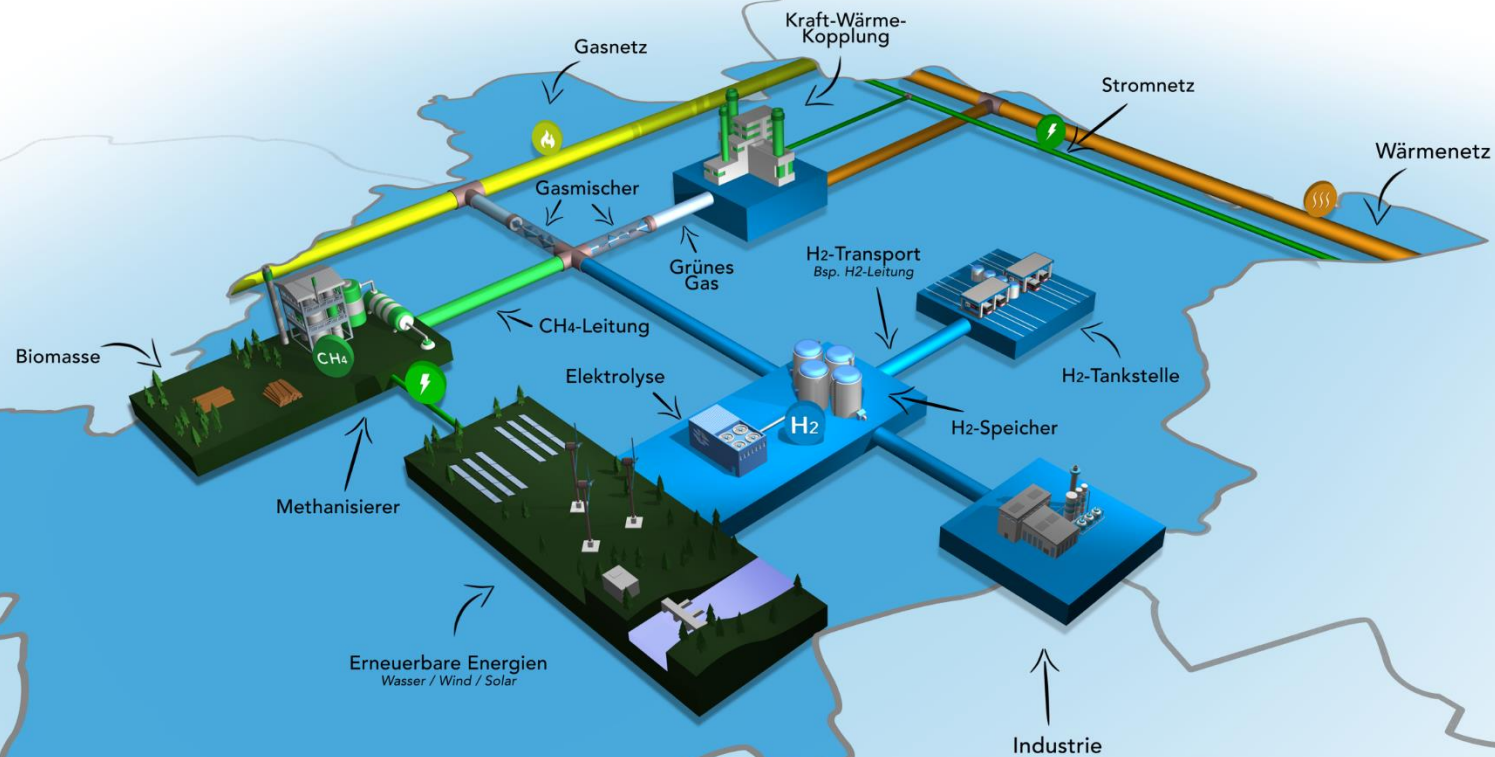 Kraft-Wärme-
Kopplung
Gasnetz
Stromnetz
Wärmenetz
Gasmischer
Grünes
Gas
H2-Transport
Bsp. H2-Leitung
CH4-Leitung
Biomasse
CH4
Elektrolyse
H2-Tankstelle
H2
H2-Speicher
Methanisierer
Erneuerbare Energien
Wasser / Wind / Solar
Industrie